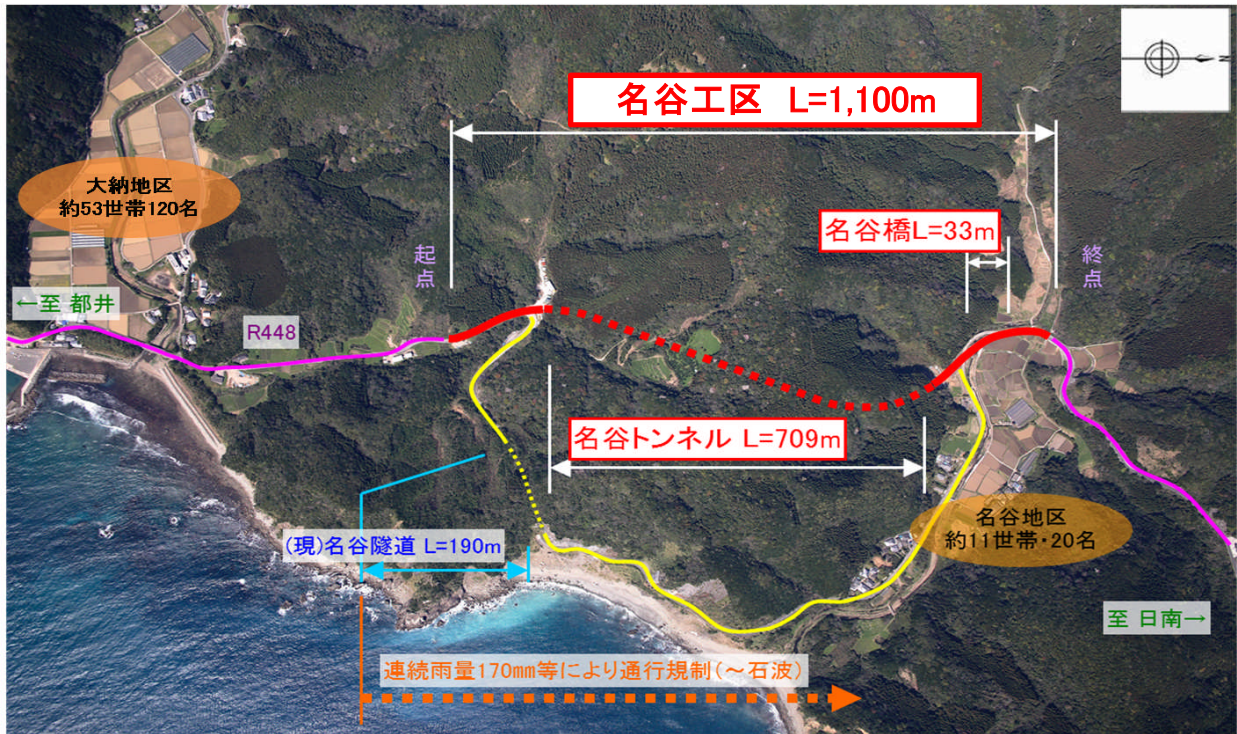 名谷工区 L=1,100m
N
大納地区
約53世帯120名
名谷橋L=33m
起点
終点
←至 都井
R448
名谷トンネル L=709m
(現)名谷隧道 L=190m
名谷地区
約11世帯・20名
至 日南→
連続雨量170㎜等により通行規制(～石波)